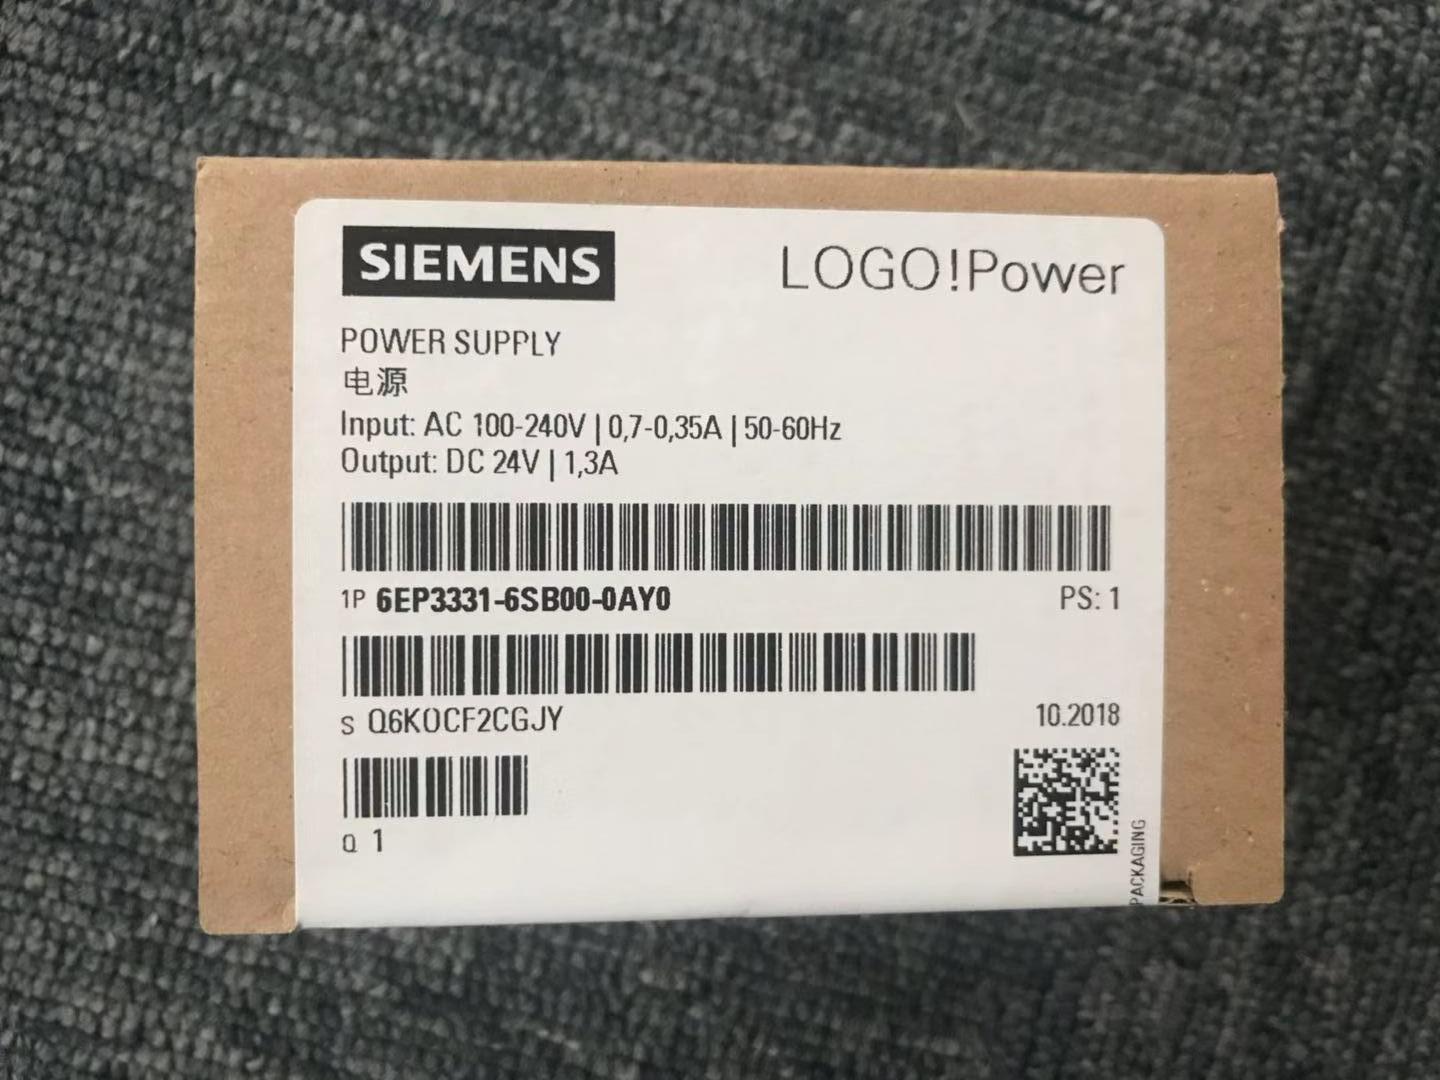 SIEMENS
LOGO!Power
POWER SUPPLY
电源
Input: AC 100-240V | 0,7-0,35A | 50-60Hz
Output: DC 24V | 1,3A
1P 6EP3331-6SB00-0AY0
PS: 1
S Q6KOCF2CGJY
10.2018
Q 1
PACKAGING